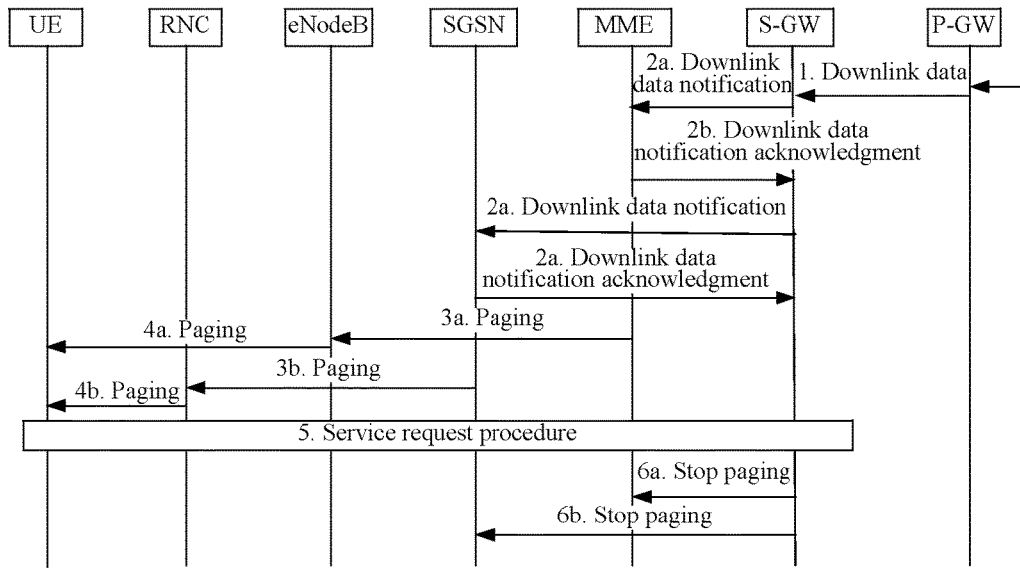 UE RNC eNodeB SGSN MME S-GW P-GW
2a. Downlink
data notification
1. Downlink data
2b. Downlink data
notification acknowledgment
2a. Downlink data notification
2a. Downlink data
notification acknowledgment
3a. Paging
4a. Paging
3b. Paging
4b. Paging
5. Service request procedure
6a. Stop paging
6b. Stop paging